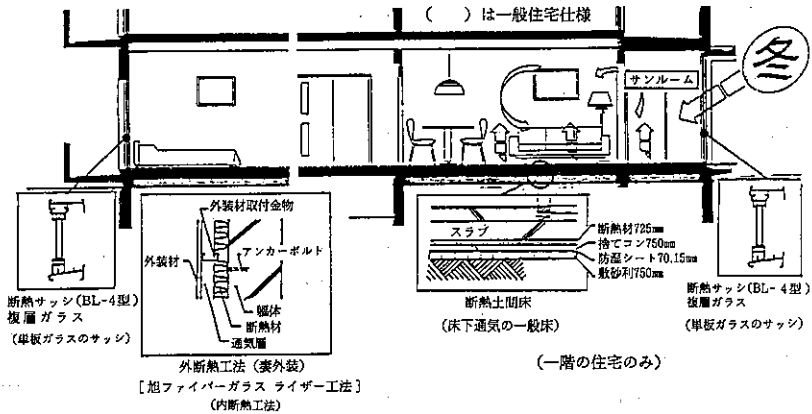 (　　) は一般住宅仕様
冬
サンルーム
外装材取付金物
アンカーボルト
外装材
躯体
断熱材
通気層
スラブ
断熱材725mm
捨てコン750mm
防湿シート70.15mm
敷砂利750mm
断熱サッシ(BL-4型)
複層ガラス
(単板ガラスのサッシ)
外断熱工法 (妻外装)
[旭ファイバーガラス ライザー工法]
(内断熱工法)
断熱土間床
(床下通気の一般床)
(一階の住宅のみ)
断熱サッシ(BL-4型)
複層ガラス
(単板ガラスのサッシ)